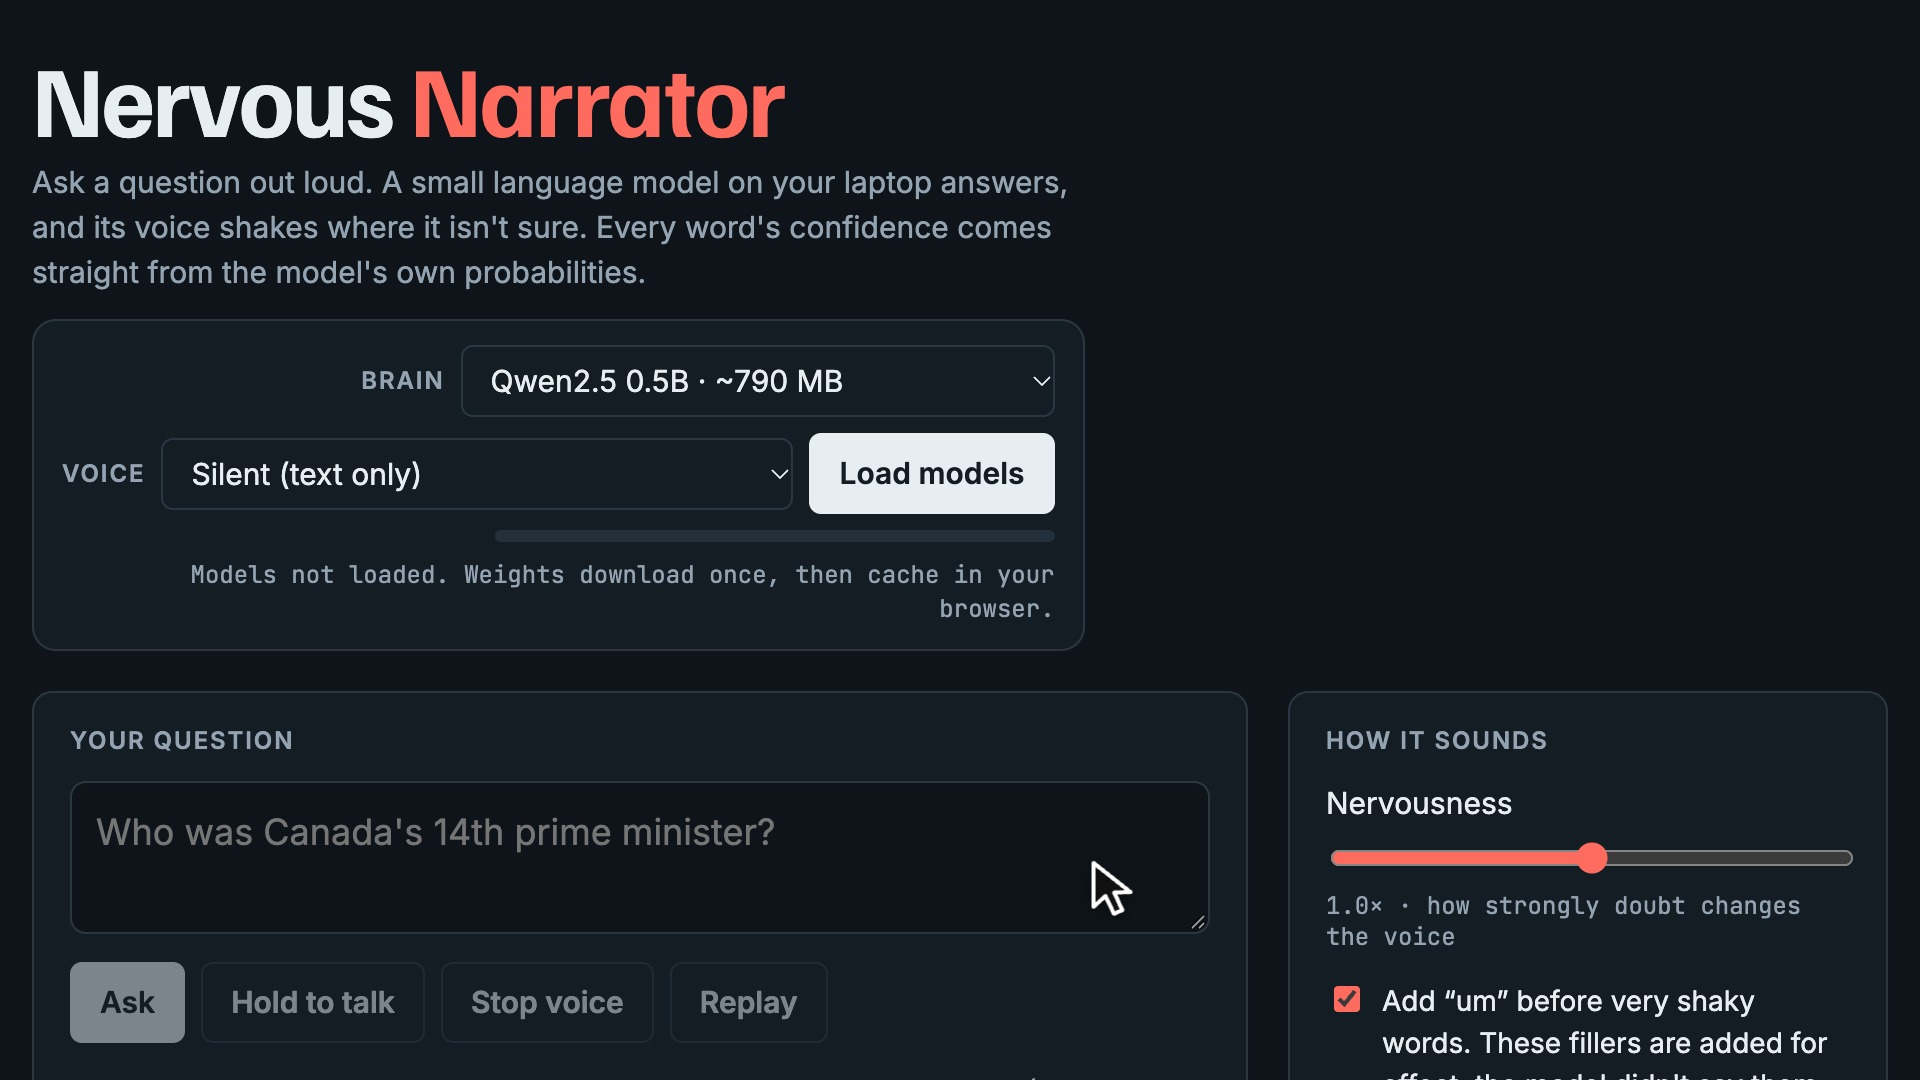 Nervous Narrator
Ask a question out loud. A small language model on your laptop answers,
and its voice shakes where it isn't sure. Every word's confidence comes
straight from the model's own probabilities.
BRAIN
Qwen2.5 0.5B · ~790 MB
VOICE
Silent (text only)
Load models
Models not loaded. Weights download once, then cache in your
browser.
YOUR QUESTION
Who was Canada's 14th prime minister?
Ask
Hold to talk
Stop voice
Replay
HOW IT SOUNDS
Nervousness
1.0× · how strongly doubt changes
the voice
Add “um” before very shaky
words. These fillers are added for